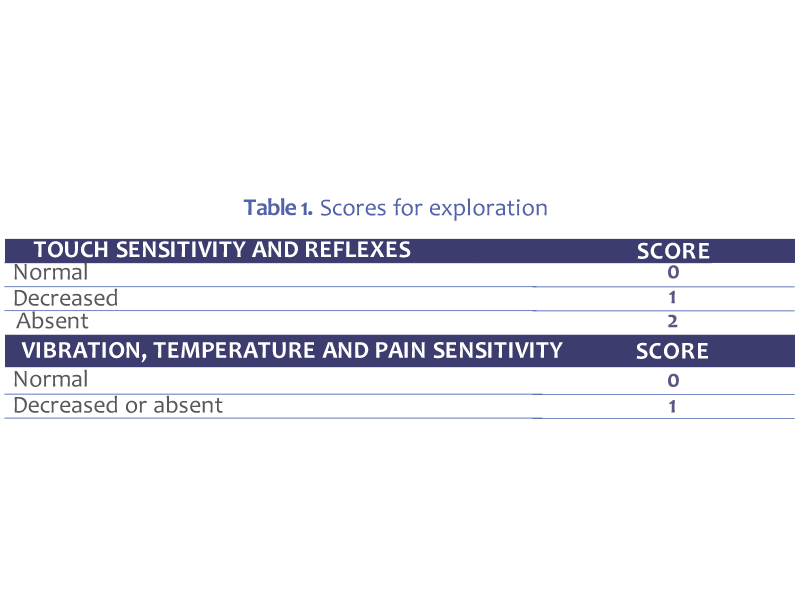 Table 1. Scores for exploration
TOUCH SENSITIVITY AND REFLEXES SCORE
Normal 0
Decreased 1
Absent 2
VIBRATION, TEMPERATURE AND PAIN SENSITIVITY SCORE
Normal 0
Decreased or absent 1